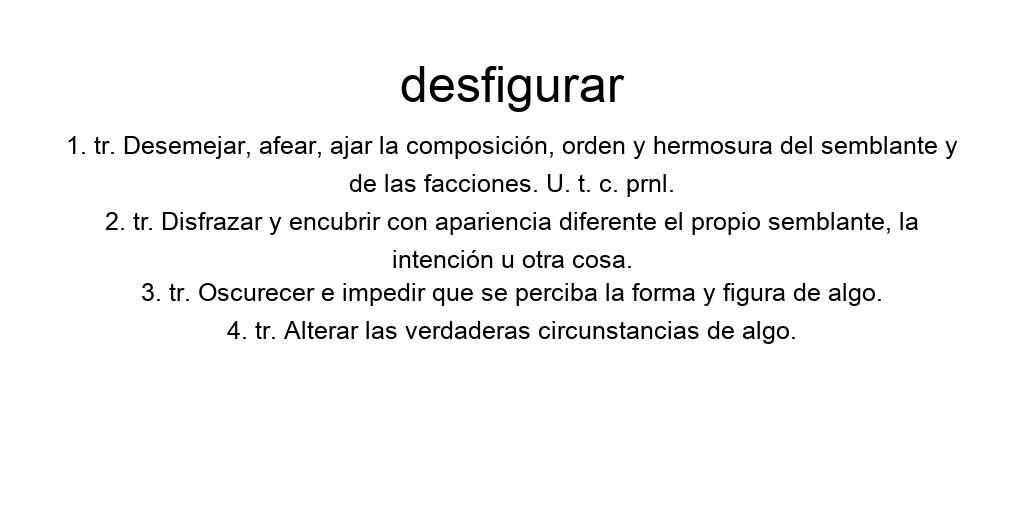 desfigurar
1. tr. Desemejar, afear, ajar la composición, orden y hermosura del semblante y
de las facciones. U. t. c. prnl.
2. tr. Disfrazar y encubrir con apariencia diferente el propio semblante, la
intención u otra cosa.
3. tr. Oscurecer e impedir que se perciba la forma y figura de algo.
4. tr. Alterar las verdaderas circunstancias de algo.